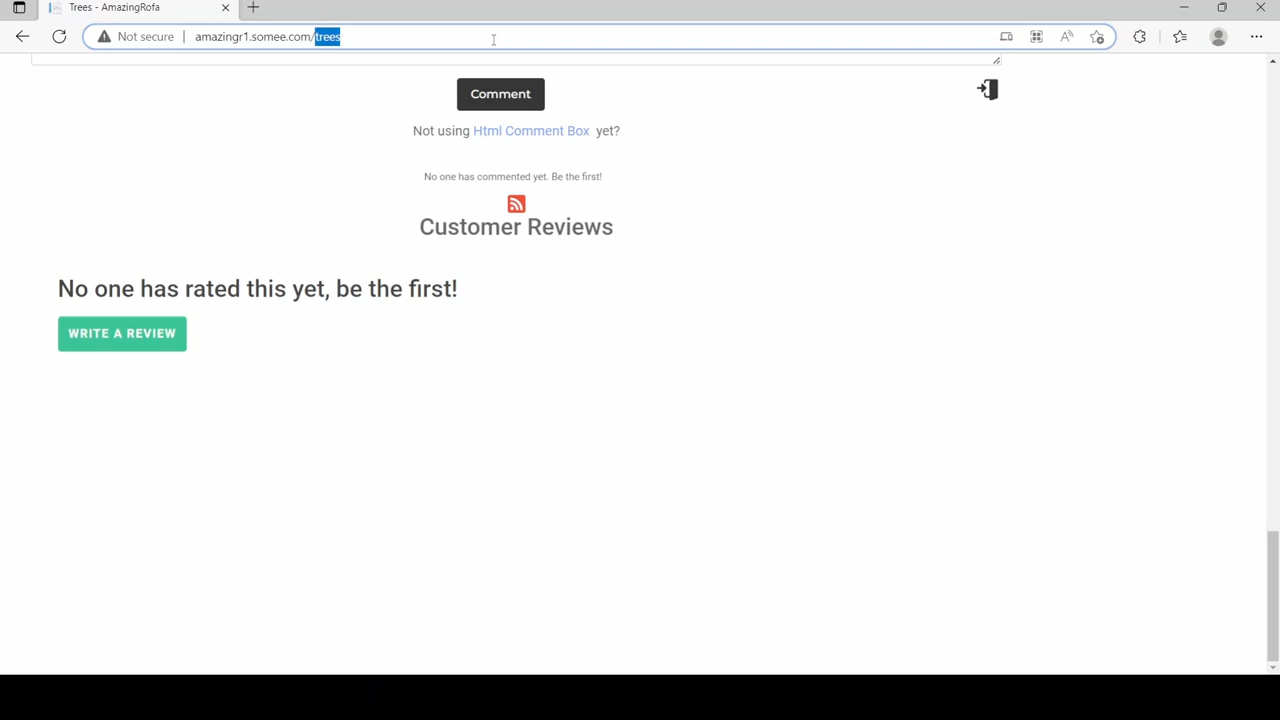 Trees - AmazingRofa
Not secure amazingr1.somee.com/trees
Comment
Not using Html Comment Box yet?
No one has commented yet. Be the first!
Customer Reviews
No one has rated this yet, be the first!
WRITE A REVIEW